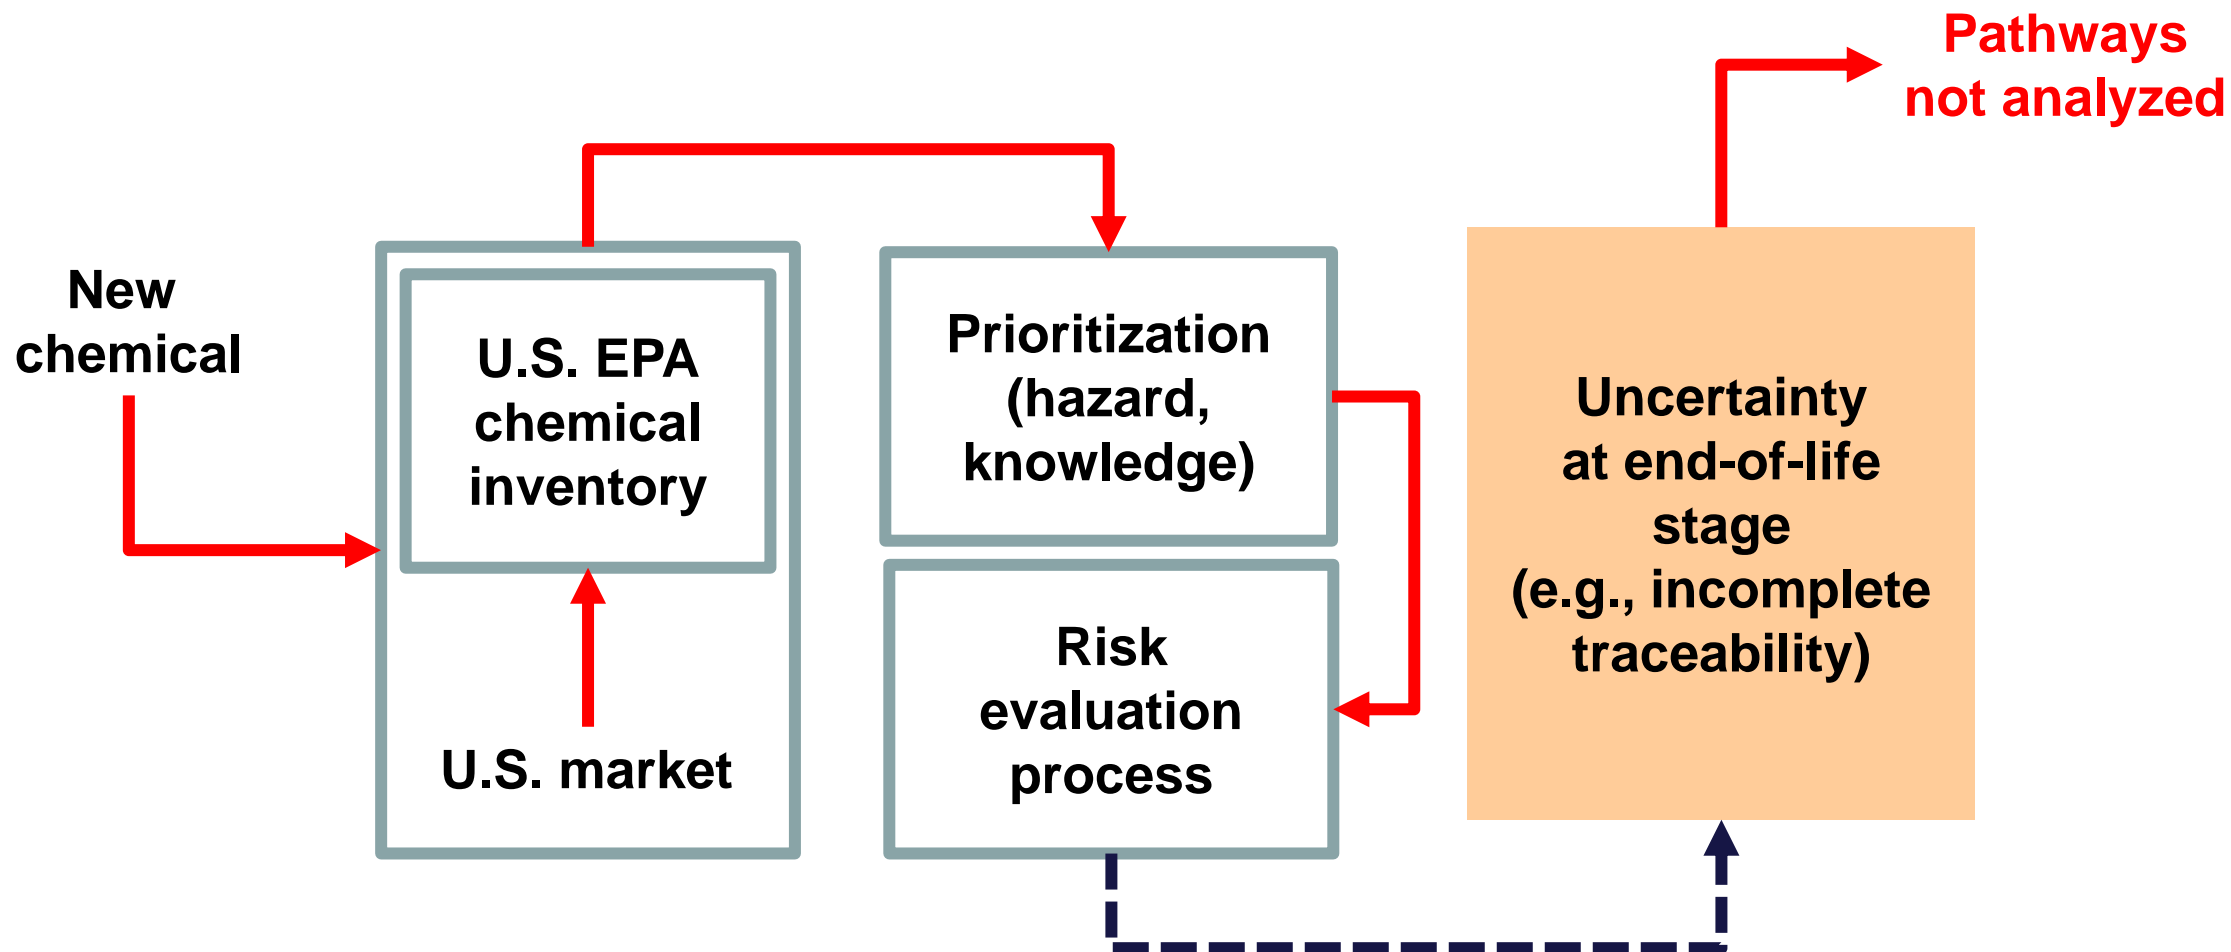 New
chemical
U.S. EPA
chemical
inventory
U.S. market
Prioritization
(hazard,
knowledge)
Risk
evaluation
process
Uncertainty
at end-of-life
stage
(e.g., incomplete
traceability)
Pathways
not analyzed